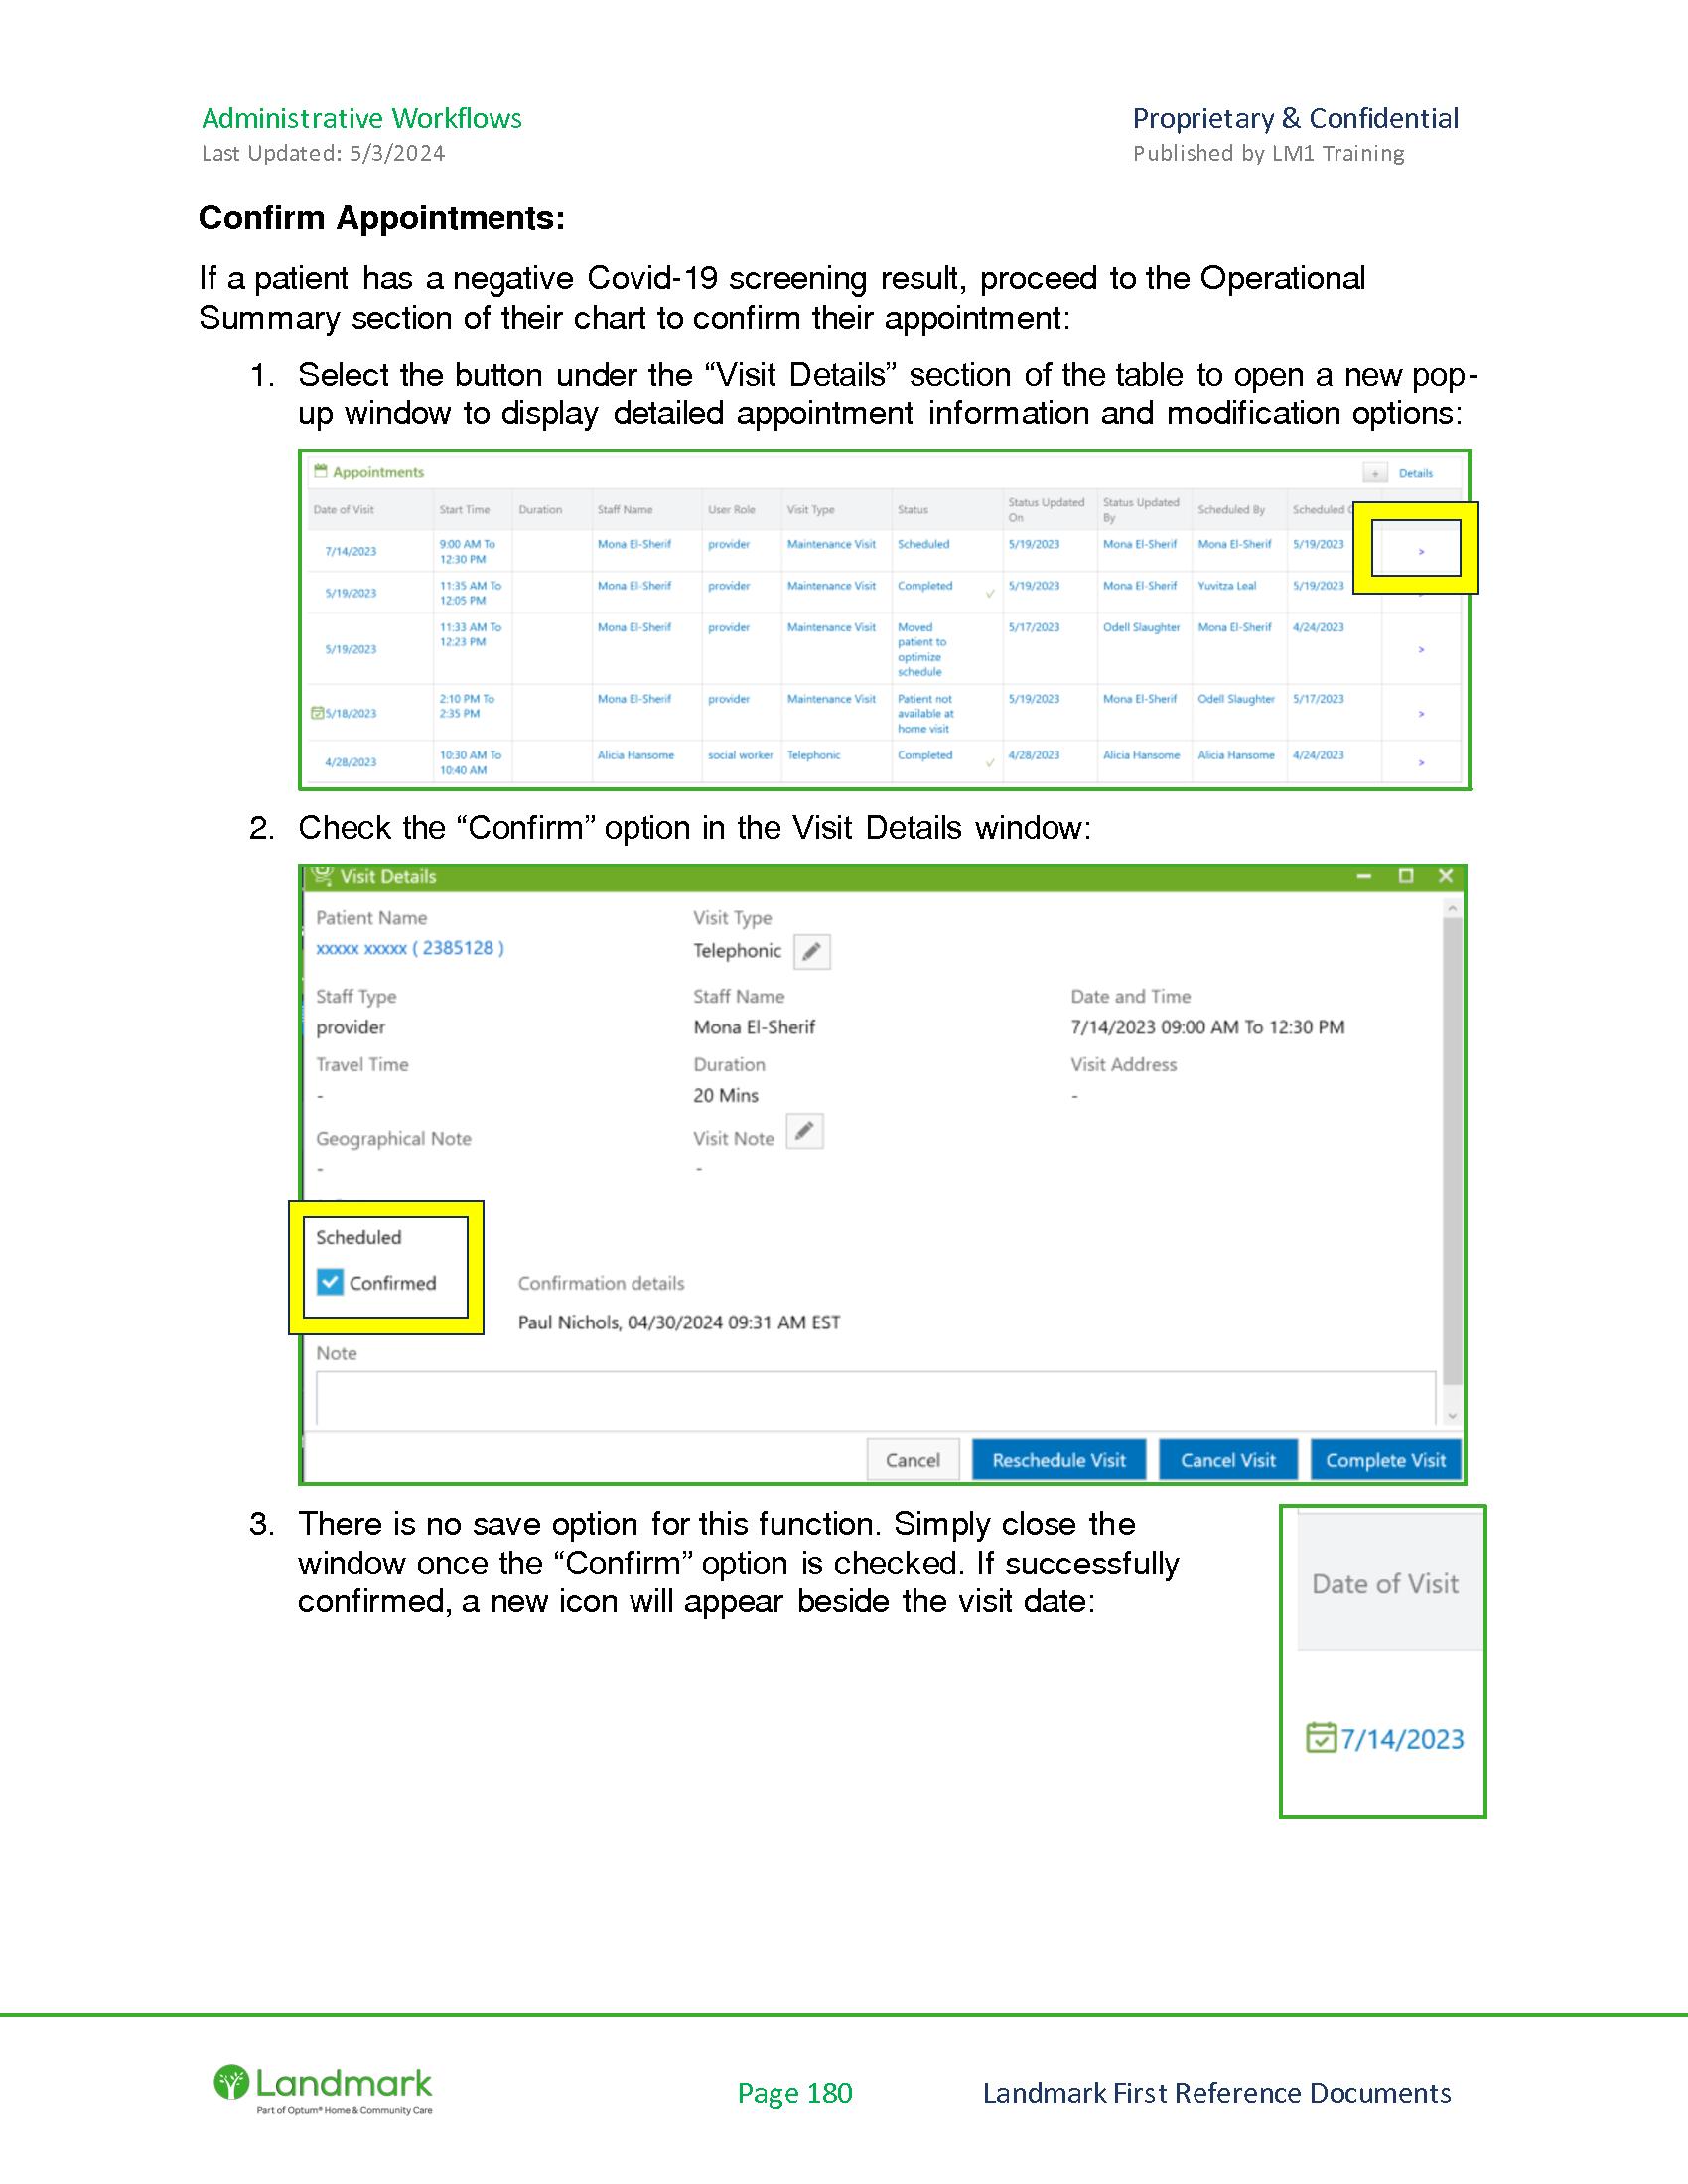 Administrative Workflows
Proprietary & Confidential
Last Updated: 5/3/2024
Published by LM1 Training
Confirm Appointments:
If a patient has a negative Covid-19 screening result, proceed to the Operational
Summary section of their chart to confirm their appointment:
1. Select the button under the “Visit Details” section of the table to open a new pop-
up window to display detailed appointment information and modification options:
Appointments
+ Details
Date of Visit Start Time Duration Staff Name User Role Visit Type Status Status Updated On Status Updated By Scheduled By Scheduled
7/14/2023 9:00 AM To 12:30 PM Mona El-Sherif provider Maintenance Visit Scheduled 5/19/2023 Mona El-Sherif Mona El-Sherif 5/19/2023 >
5/19/2023 11:35 AM To 12:05 PM Mona El-Sherif provider Maintenance Visit Completed 5/19/2023 Mona El-Sherif Yuvitza Leal 5/19/2023
5/19/2023 11:33 AM To 12:23 PM Mona El-Sherif provider Maintenance Visit Moved patient to optimize schedule 5/17/2023 Odell Slaughter Mona El-Sherif 4/24/2023 >
5/18/2023 2:10 PM To 2:35 PM Mona El-Sherif provider Maintenance Visit Patient not available at home visit 5/19/2023 Mona El-Sherif Odell Slaughter 5/17/2023 >
4/28/2023 10:30 AM To 10:40 AM Alicia Hansome social worker Telephonic Completed 4/28/2023 Alicia Hansome Alicia Hansome 4/24/2023 >
2. Check the “Confirm” option in the Visit Details window:
Visit Details
Patient Name Visit Type
xxxxx xxxxx ( 2385128 ) Telephonic
Staff Type Staff Name Date and Time
provider Mona El-Sherif 7/14/2023 09:00 AM To 12:30 PM
Travel Time Duration Visit Address
- 20 Mins -
Geographical Note Visit Note
- -
Scheduled
Confirmed Confirmation details
Paul Nichols, 04/30/2024 09:31 AM EST
Note
Cancel Reschedule Visit Cancel Visit Complete Visit
3. There is no save option for this function. Simply close the
window once the “Confirm” option is checked. If successfully
confirmed, a new icon will appear beside the visit date:
Date of Visit
7/14/2023
Landmark
Part of Optum® Home & Community Care
Page 180
Landmark First Reference Documents